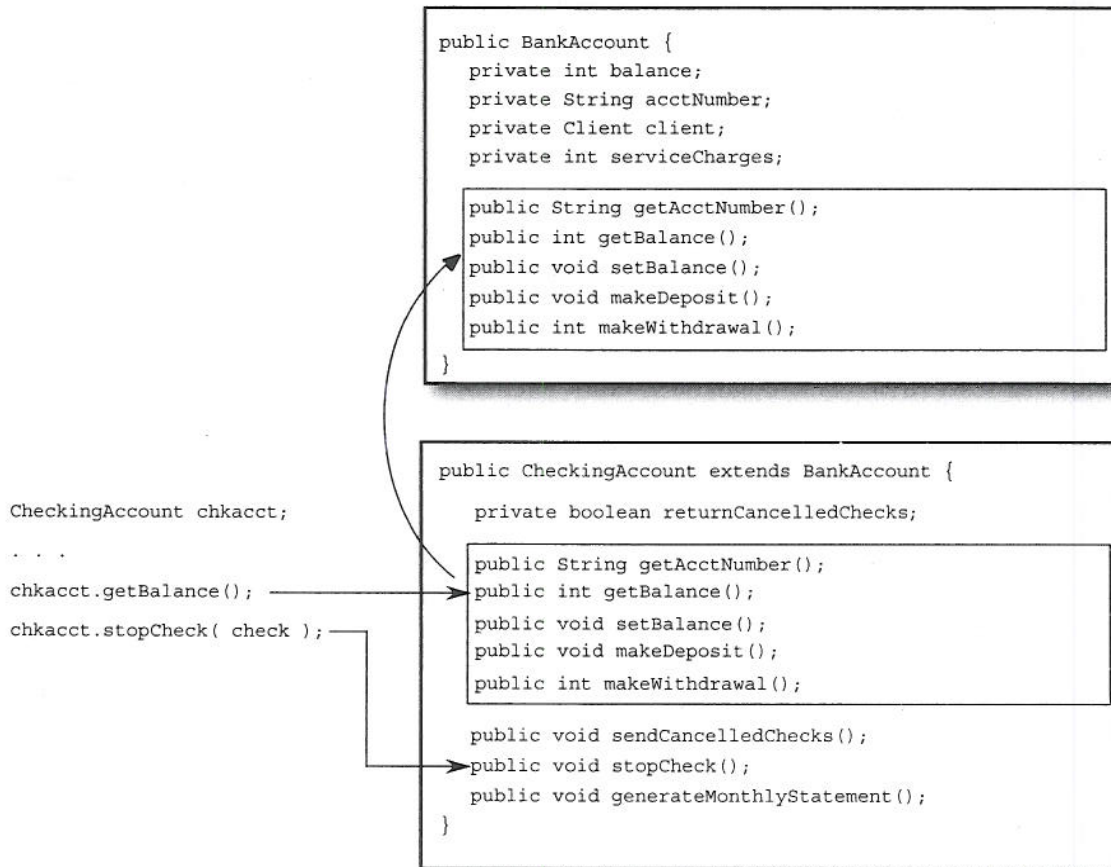 public BankAccount {
private int balance;
private String acctNumber;
private Client client;
private int serviceCharges;
public String getAcctNumber();
public int getBalance();
public void setBalance();
public void makeDeposit();
public int makeWithdrawal();
}
public CheckingAccount extends BankAccount {
private boolean returnCancelledChecks;
public String getAcctNumber();
public int getBalance();
public void setBalance();
public void makeDeposit();
public int makeWithdrawal();
public void sendCancelledChecks();
public void stopCheck();
public void generateMonthlyStatement();
}
CheckingAccount chkacct;
. . .
chkacct.getBalance();
chkacct.stopCheck( check );